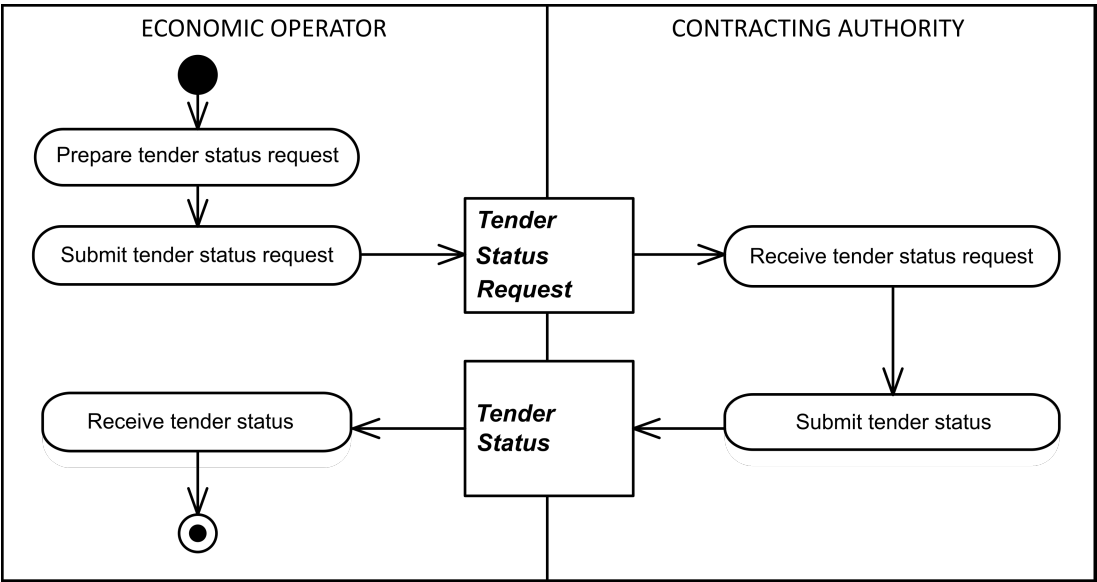 ECONOMIC OPERATOR
CONTRACTING AUTHORITY
Prepare tender status request
Submit tender status request
Tender
Status
Request
Receive tender status request
Submit tender status
Tender
Status
Receive tender status